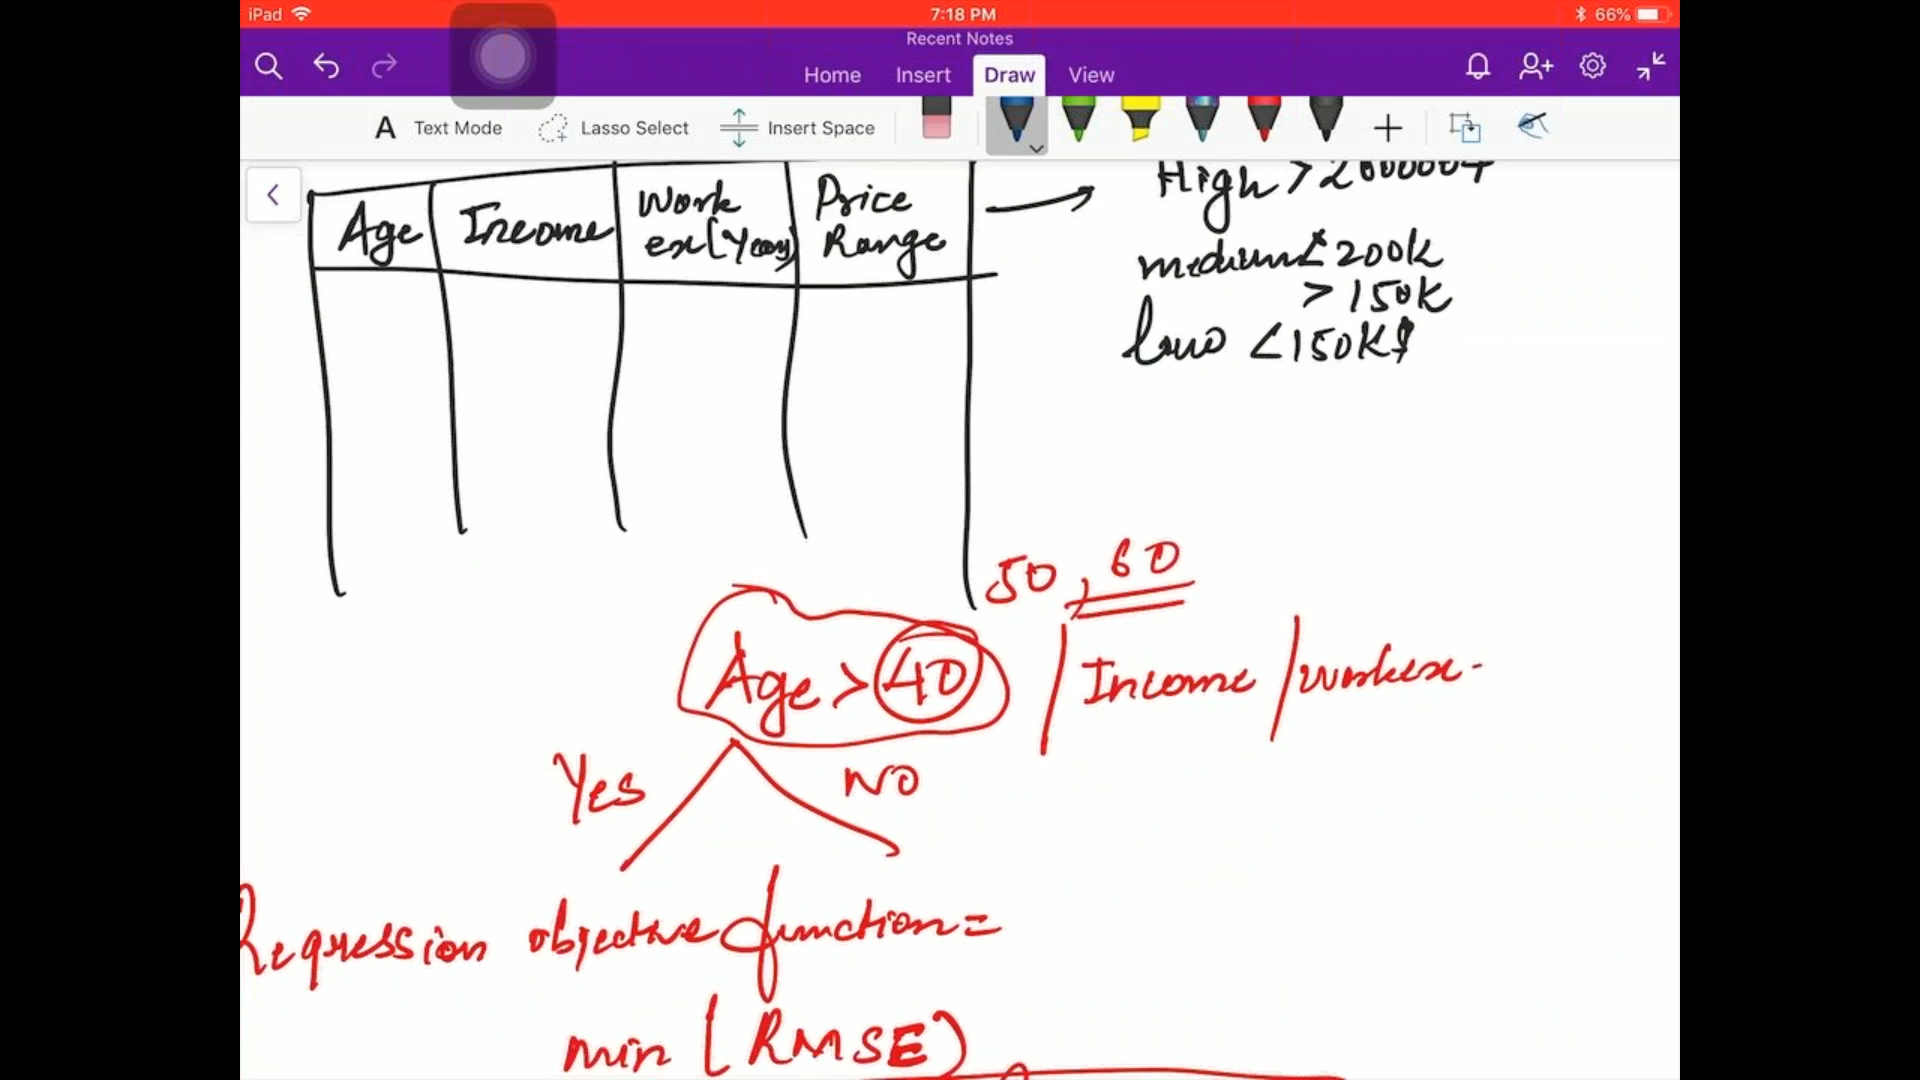 iPad 7:18 PM 66%
Recent Notes
Home Insert Draw View
A Text Mode Lasso Select Insert Space
Age Income Work ex(Years) Price Range
High > 200000+
medium < 200K
> 150K
low < 150K$
50, 60
Age > 40 / Income / workex.
Yes NO
Regression objective function =
min (RMSE)